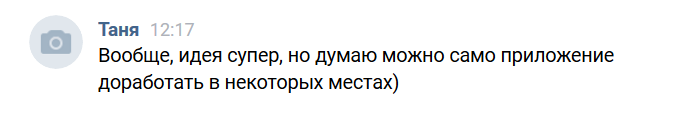 Таня 12:17
Вообще, идея супер, но думаю можно само приложение
доработать в некоторых местах)